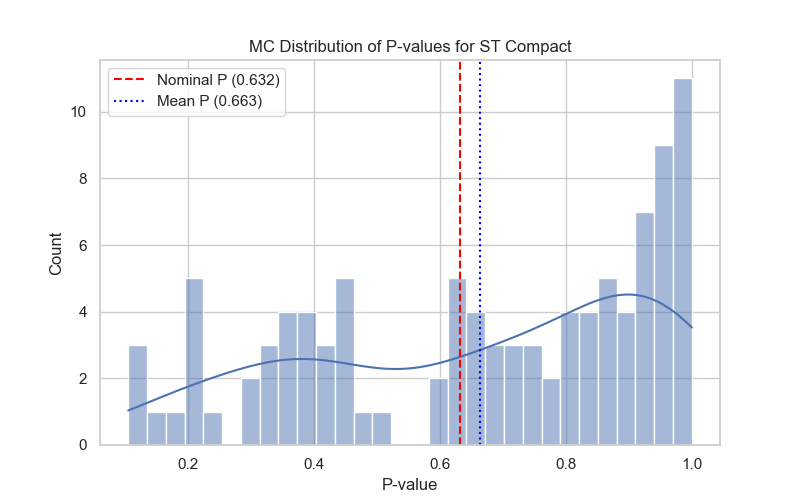 MC Distribution of P-values for ST Compact
Nominal P (0.632)
Mean P (0.663)
Count
10
8
6
4
2
0
0.2 0.4 0.6 0.8 1.0
P-value